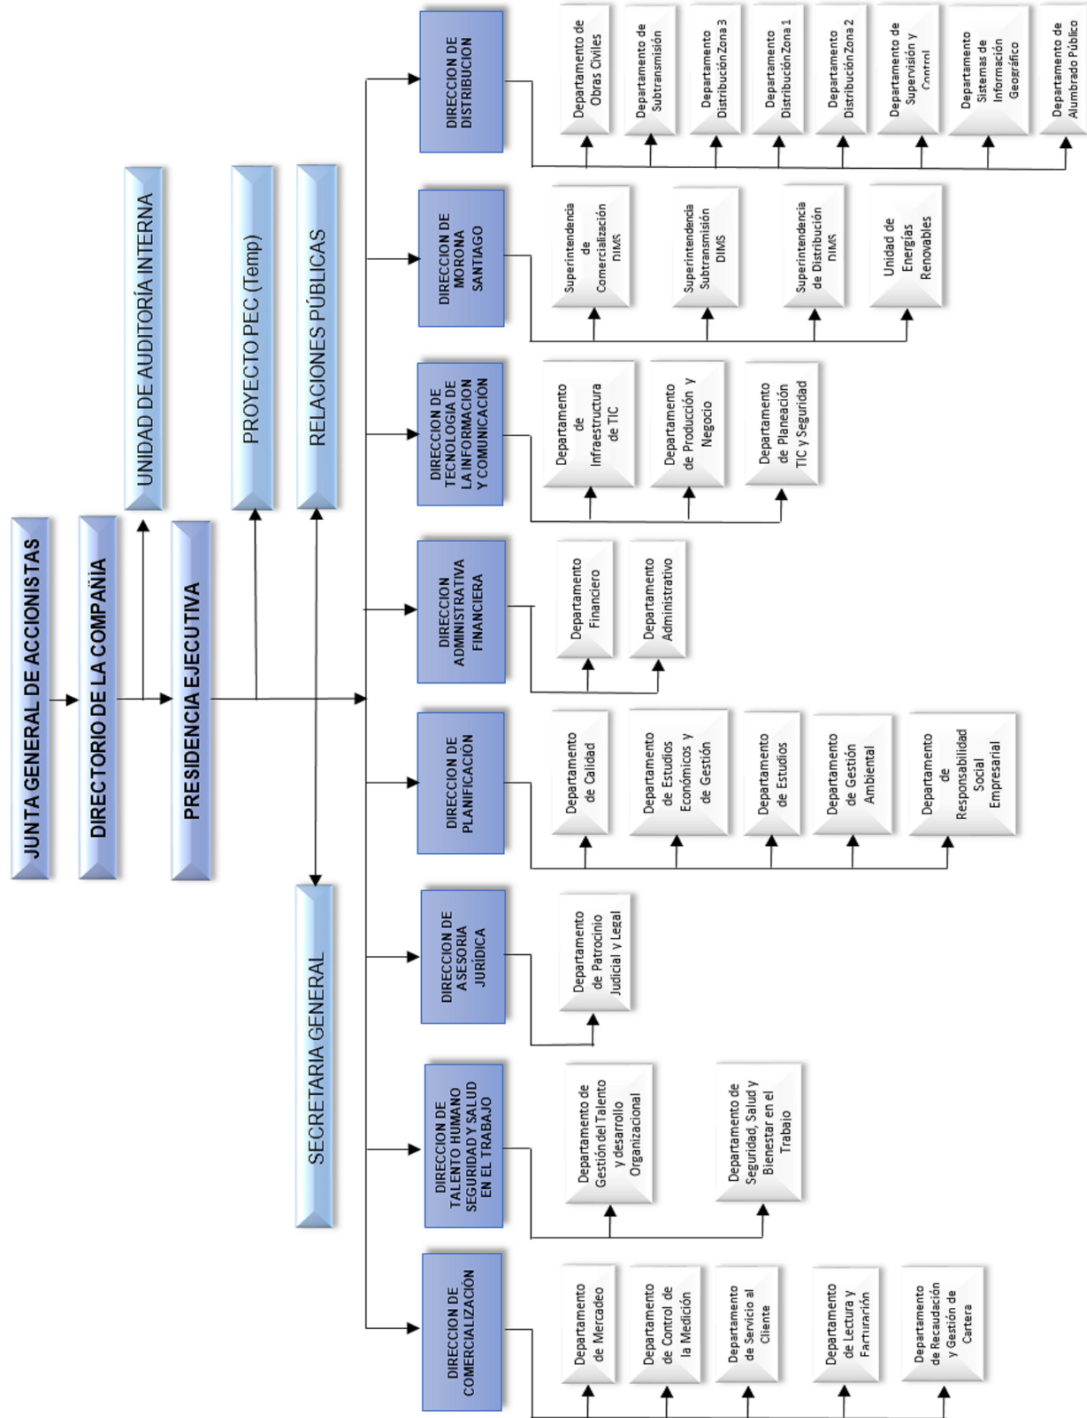 JUNTA GENERAL DE ACCIONISTAS
DIRECTORIO DE LA COMPAÑIA
UNIDAD DE AUDITORÍA INTERNA
PRESIDENCIA EJECUTIVA
PROYECTO PEC (Temp)
SECRETARIA GENERAL
RELACIONES PÚBLICAS
DIRECCION DE
COMERCIALIZACIÓN
Departamento
de Mercadeo
Departamento
de Control de
la Medición
Departamento
de Servicio al
Cliente
Departamento
de Lectura y
Facturación
Departamento
de Recaudación
y Gestión de
Cartera
DIRECCION DE
TALENTO HUMANO
SEGURIDAD Y SALUD
EN EL TRABAJO
Departamento de
Gestión del Talento
y desarrollo
Organizacional
Departamento de
Seguridad, Salud y
Bienestar en el
Trabajo
DIRECCION DE
ASESORIA
JURÍDICA
Departamento
de Patrocinio
Judicial y Legal
DIRECCION DE
PLANIFICACIÓN
Departamento
de Calidad
Departamento
de Estudios
Económicos y
de Gestión
Departamento
de Estudios
Departamento
de Gestión
Ambiental
Departamento
de
Responsabilidad
Social
Empresarial
DIRECCION
ADMINISTRATIVA
FINANCIERA
Departamento
Financiero
Departamento
Administrativo
DIRECCION DE
TECNOLOGIA DE
LA INFORMACION
Y COMUNICACIÓN
Departamento
de
Infraestructura
de TIC
Departamento
de Producción y
Negocio
Departamento
de Planeación
TIC y Seguridad
DIRECCION DE
MORONA
SANTIAGO
Superintendencia
de
Comercialización
DIMS
Superintendencia
Subtransmisión
DIMS
Superintendencia
de Distribución
DIMS
Unidad de
Energías
Renovables
DIRECCION DE
DISTRIBUCION
Departamento de
Obras Civiles
Departamento de
Subtransmisión
Departamento
Distribución Zona 3
Departamento
Distribución Zona 1
Departamento
Distribución Zona 2
Departamento de
Supervisión y
Control
Departamento
Sistemas de
Información
Geográfico
Departamento de
Alumbrado Público